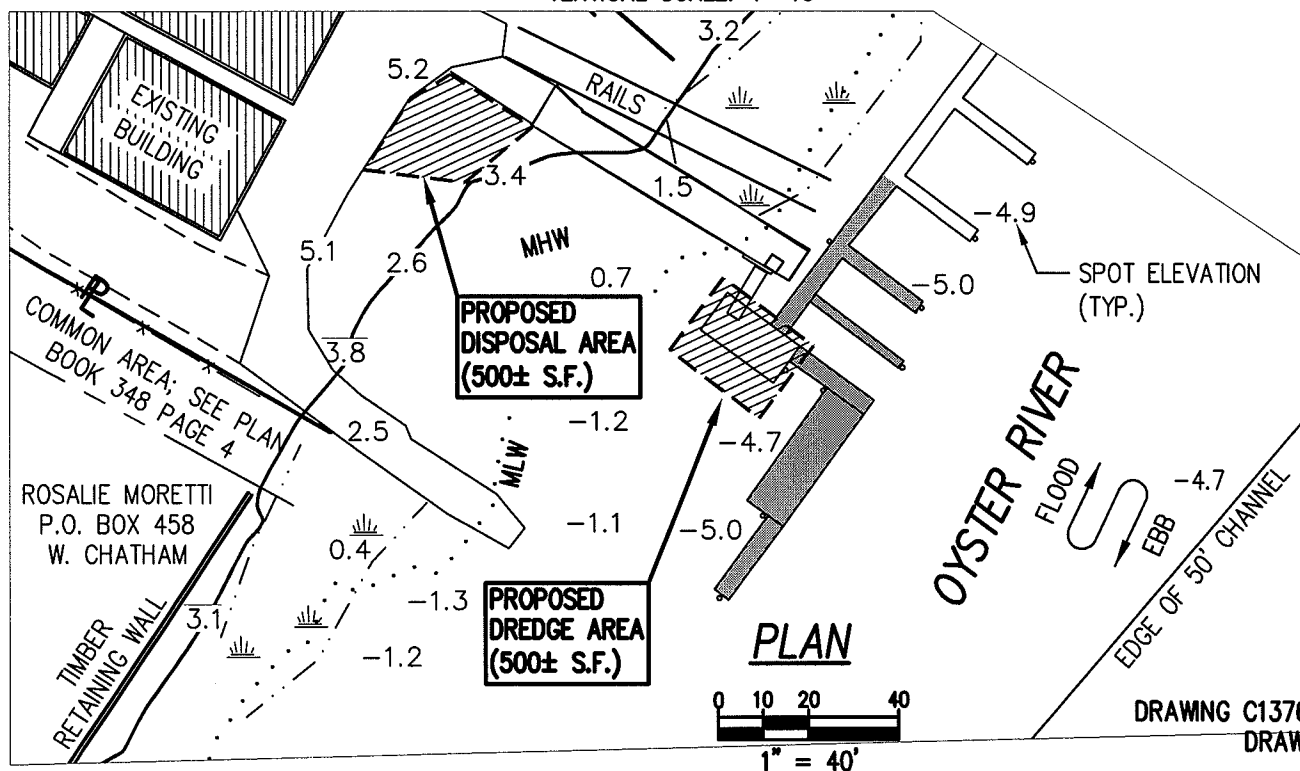 3.2
5.2
RAILS
EXISTING
BUILDING
3.4
1.5
-4.9
MHW
5.1
2.6
0.7
-5.0
SPOT ELEVATION
(TYP.)
PROPOSED
DISPOSAL AREA
(500± S.F.)
PL
COMMON AREA; SEE PLAN
BOOK 348 PAGE 4
3.8
2.5
-1.2
-4.7
MLW
OYSTER RIVER
FLOOD
EBB
-4.7
ROSALIE MORETTI
P.O. BOX 458
W. CHATHAM
-1.1
-5.0
0.4
EDGE OF 50' CHANNEL
TIMBER
RETAINING WALL
3.1
-1.3
-1.2
PROPOSED
DREDGE AREA
(500± S.F.)
PLAN
0 10 20 40
1" = 40'
DRAWING C1370
DRAW